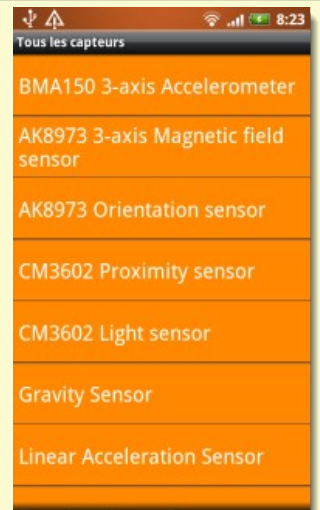 8:23
Tous les capteurs
BMA150 3-axis Accelerometer
AK8973 3-axis Magnetic field
sensor
AK8973 Orientation sensor
CM3602 Proximity sensor
CM3602 Light sensor
Gravity Sensor
Linear Acceleration Sensor